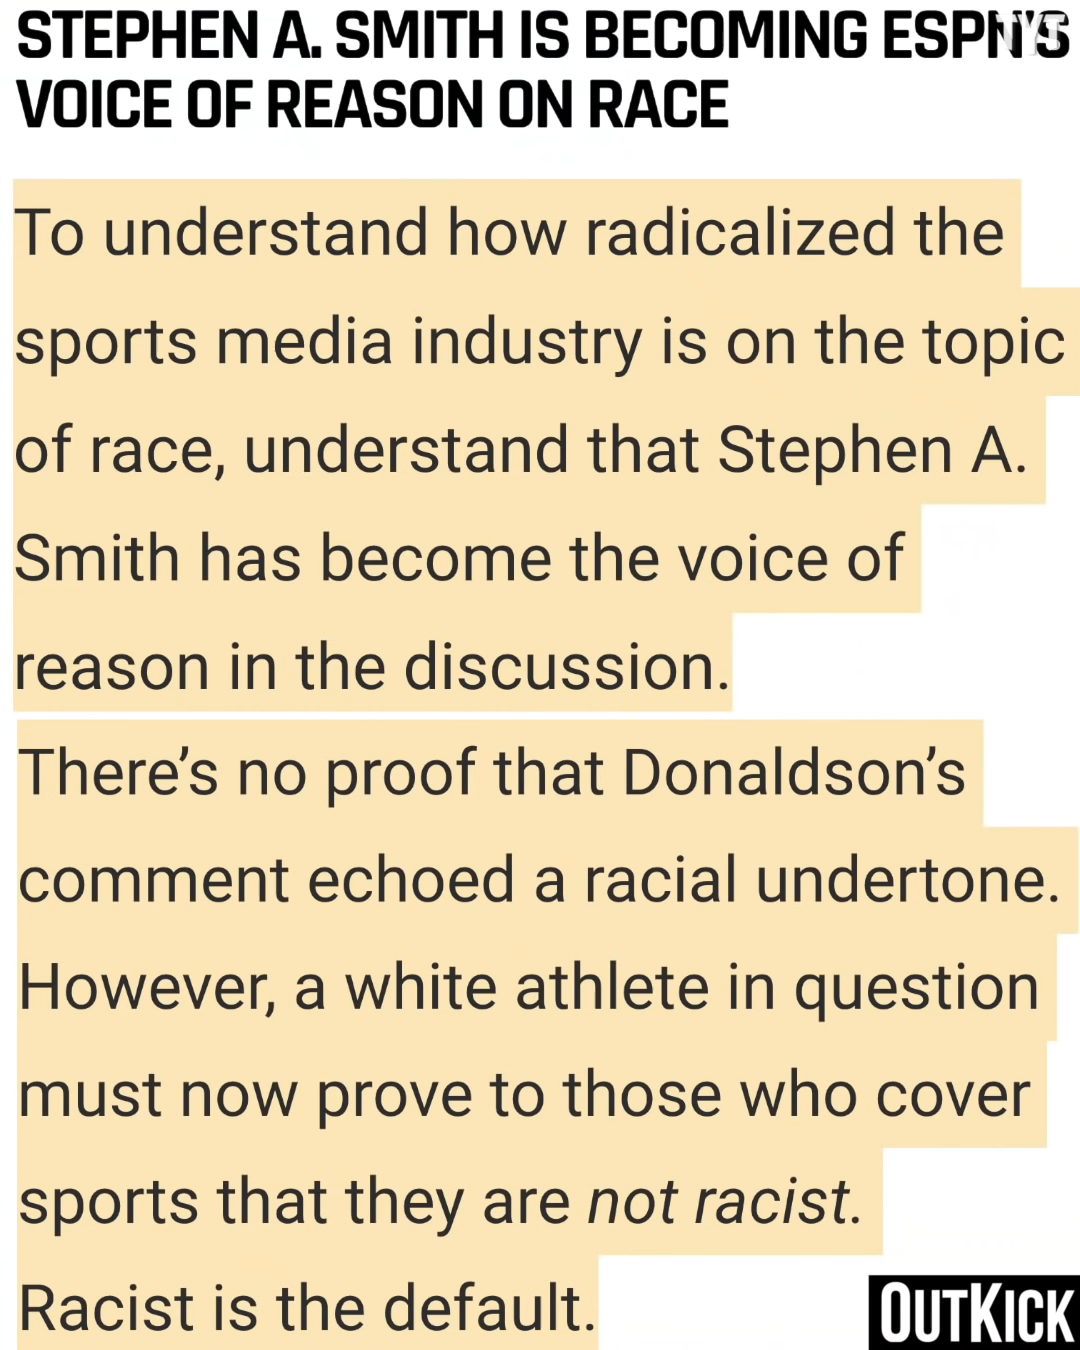 STEPHEN A. SMITH IS BECOMING ESPN'S
TYT
VOICE OF REASON ON RACE
To understand how radicalized the
sports media industry is on the topic
of race, understand that Stephen A.
Smith has become the voice of
reason in the discussion.
There’s no proof that Donaldson’s
comment echoed a racial undertone.
However, a white athlete in question
must now prove to those who cover
sports that they are not racist.
Racist is the default.
OUTKICK